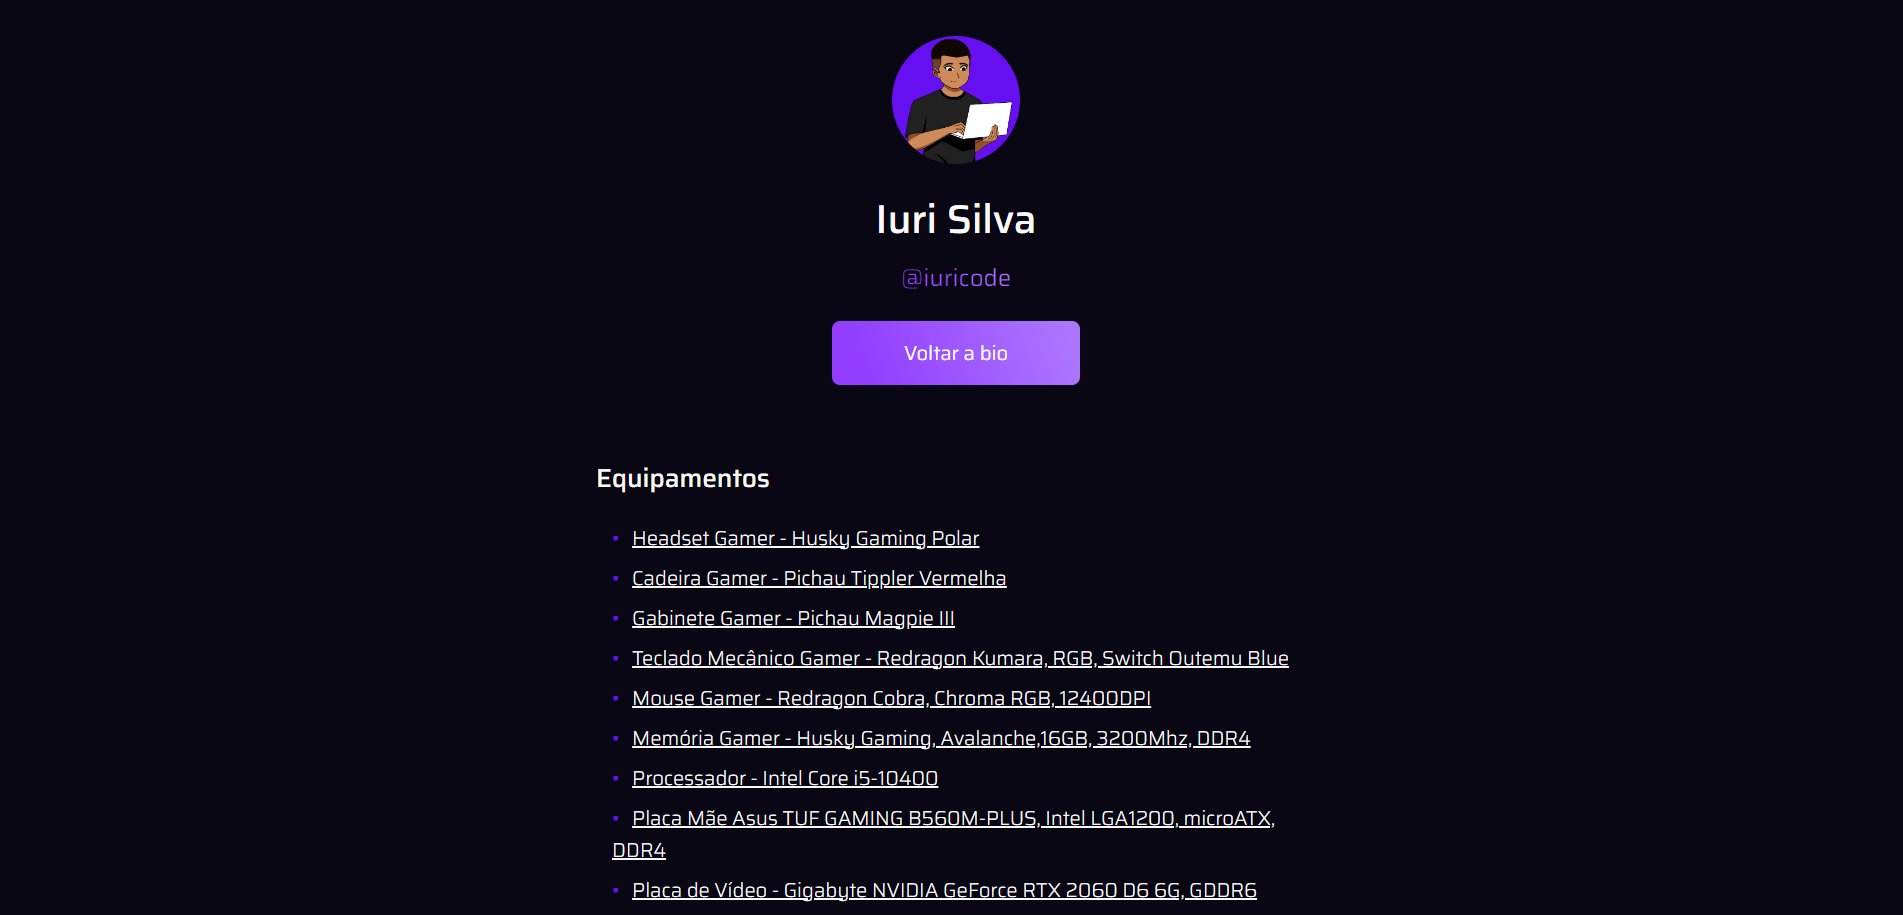 Iuri Silva
@iuricode
Voltar a bio
Equipamentos
Headset Gamer - Husky Gaming Polar
Cadeira Gamer - Pichau Tippler Vermelha
Gabinete Gamer - Pichau Magpie III
Teclado Mecânico Gamer - Redragon Kumara, RGB, Switch Outemu Blue
Mouse Gamer - Redragon Cobra, Chroma RGB, 12400DPI
Memória Gamer - Husky Gaming, Avalanche,16GB, 3200Mhz, DDR4
Processador - Intel Core i5-10400
Placa Mãe Asus TUF GAMING B560M-PLUS, Intel LGA1200, microATX,
DDR4
Placa de Vídeo - Gigabyte NVIDIA GeForce RTX 2060 D6 6G, GDDR6